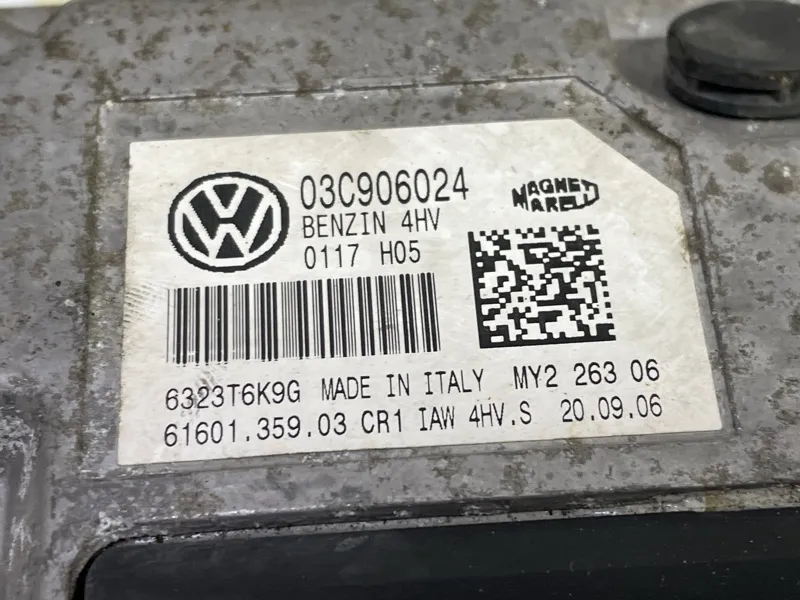 03C906024
MAGNETI
MARELLI
BENZIN 4HV
0117 H05
6323T6K9G MADE IN ITALY MY2 263 06
61601.359.03 CR1 IAW 4HV.S 20.09.06